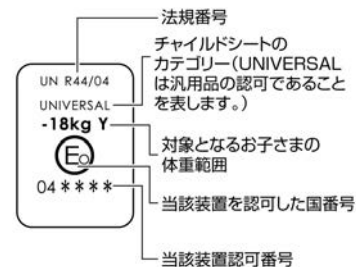 法規番号
チャイルドシートの
カテゴリー(UNIVERSAL
は汎用品の認可であること
を表します。)
対象となるお子さまの
体重範囲
当該装置を認可した国番号
当該装置認可番号
UN R44/04
UNIVERSAL
-18kg Y
E
04****